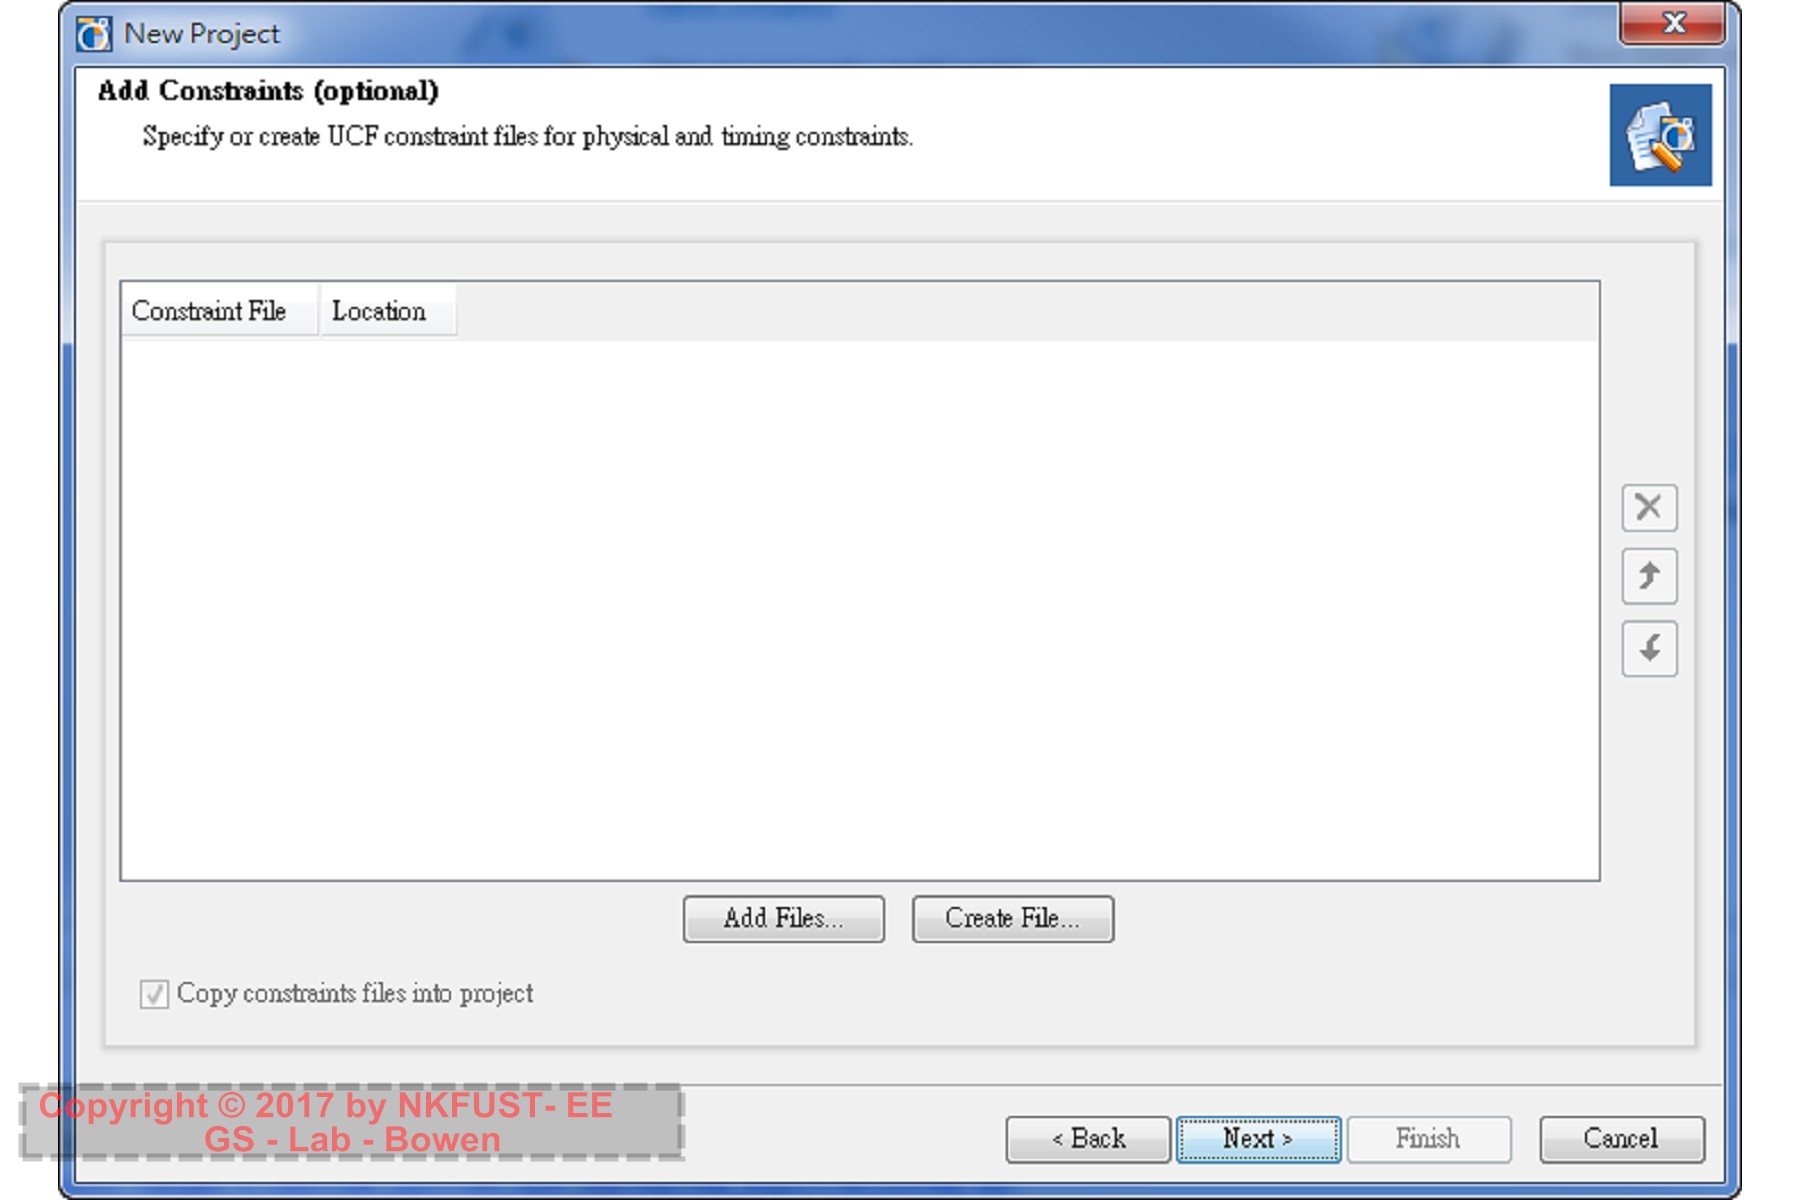 New Project
Add Constraints (optional)
Specify or create UCF constraint files for physical and timing constraints.
Constraint File Location
Add Files... Create File...
Copy constraints files into project
Copyright © 2017 by NKFUST- EE
GS - Lab - Bowen
< Back Next > Finish Cancel